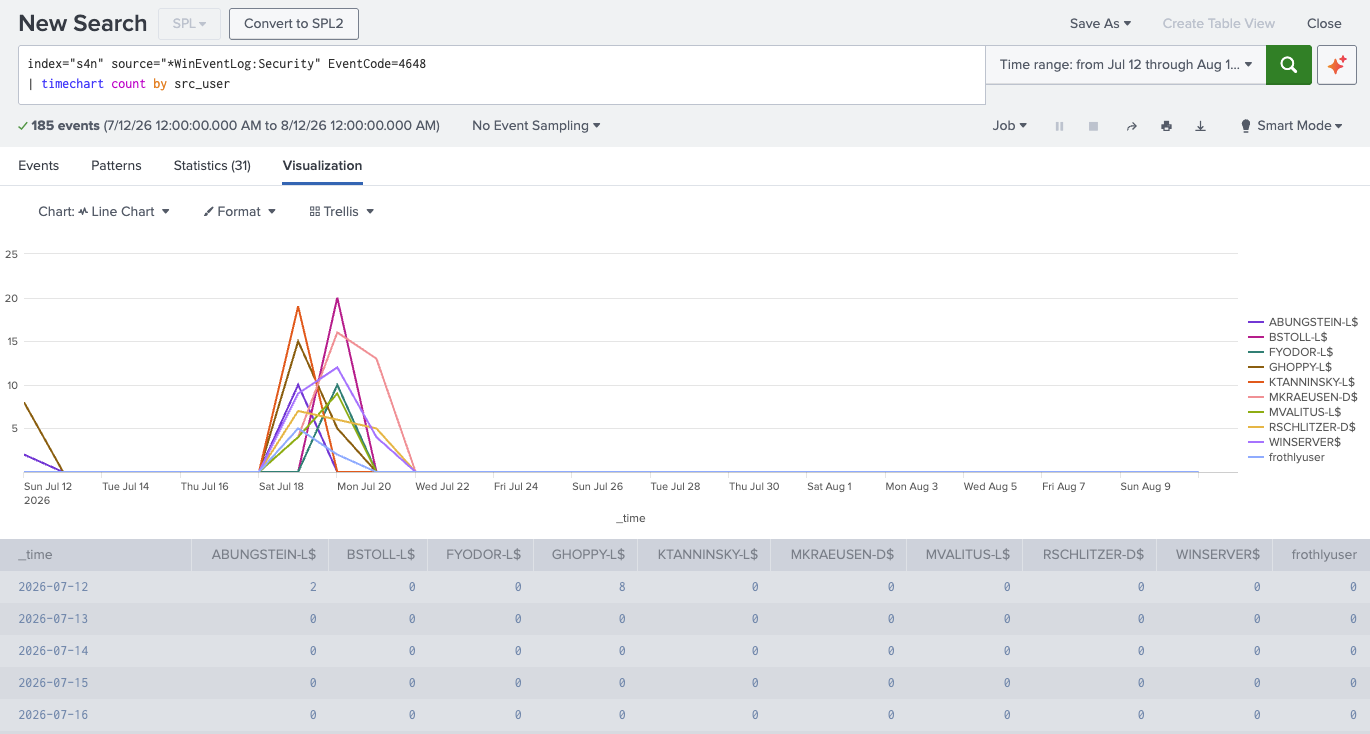 New Search SPL Convert to SPL2 Save As Create Table View Close
index="s4n" source="*WinEventLog:Security" EventCode=4648
| timechart count by src_user
Time range: from Jul 12 through Aug 1...
185 events (7/12/26 12:00:00.000 AM to 8/12/26 12:00:00.000 AM) No Event Sampling Job Smart Mode
Events Patterns Statistics (31) Visualization
Chart: Line Chart Format Trellis
25
20
15
10
5
ABUNGSTEIN-L$
BSTOLL-L$
FYODOR-L$
GHOPPY-L$
KTANNINSKY-L$
MKRAEUSEN-D$
MVALITUS-L$
RSCHLITZER-D$
WINSERVER$
frothlyuser
Sun Jul 12 Tue Jul 14 Thu Jul 16 Sat Jul 18 Mon Jul 20 Wed Jul 22 Fri Jul 24 Sun Jul 26 Tue Jul 28 Thu Jul 30 Sat Aug 1 Mon Aug 3 Wed Aug 5 Fri Aug 7 Sun Aug 9
2026
_time
_time ABUNGSTEIN-L$ BSTOLL-L$ FYODOR-L$ GHOPPY-L$ KTANNINSKY-L$ MKRAEUSEN-D$ MVALITUS-L$ RSCHLITZER-D$ WINSERVER$ frothlyuser
2026-07-12 2 0 0 8 0 0 0 0 0 0
2026-07-13 0 0 0 0 0 0 0 0 0 0
2026-07-14 0 0 0 0 0 0 0 0 0 0
2026-07-15 0 0 0 0 0 0 0 0 0 0
2026-07-16 0 0 0 0 0 0 0 0 0 0